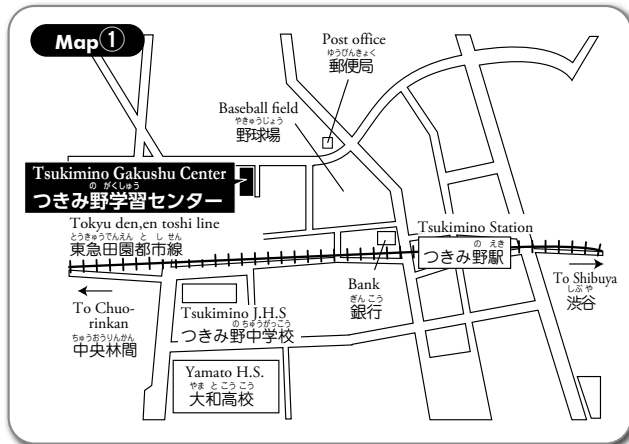 Map①
Post office
ゆうびんきょく
郵便局
Baseball field
やきゅうじょう
野球場
Tsukimino Gakushu Center
の がくしゅう
つきみ野学習センター
Tokyu den,en toshi line
とうきゅうでんえん と し せん
東急田園都市線
Tsukimino Station
の えき
つきみ野駅
To Shibuya
しぶ や
渋谷
Bank
ぎん こう
銀行
To Chuo-
rinkan
ちゅうおうりんかん
中央林間
Tsukimino J.H.S
の ちゅうがっこう
つきみ野中学校
Yamato H.S.
やま と こう こう
大和高校